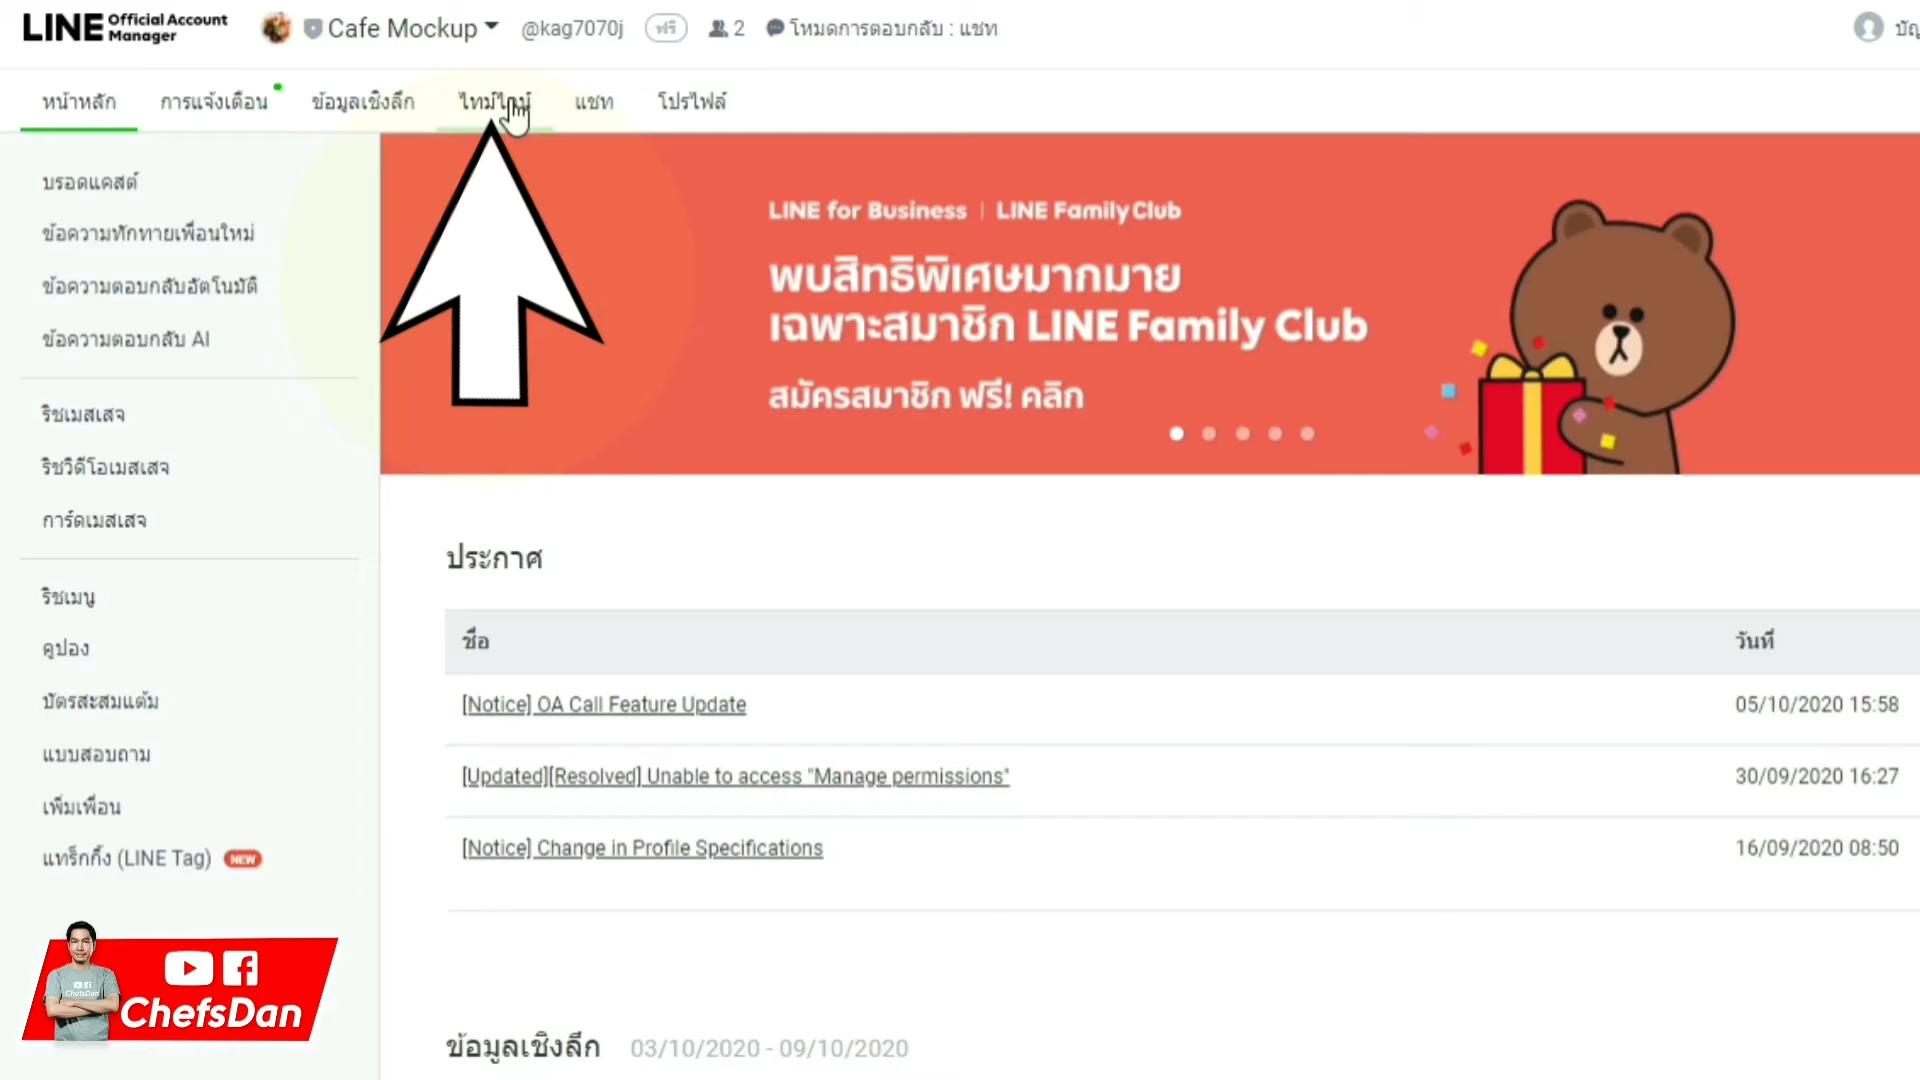 LINE Official Account Manager
Cafe Mockup @kag7070j ฟรี 2 โหมดการตอบกลับ : แชท
หน้าหลัก การแจ้งเตือน ข้อมูลเชิงลึก ไทม์ไลน์ แชท โปรไฟล์
บรอดแคสต์
ข้อความทักทายเพื่อนใหม่
ข้อความตอบกลับอัตโนมัติ
ข้อความตอบกลับ AI
ริชเมสเสจ
ริชวิดีโอเมสเสจ
การ์ดเมสเสจ
ริชเมนู
คูปอง
บัตรสะสมแต้ม
แบบสอบถาม
เพิ่มเพื่อน
แทร็กกิ้ง (LINE Tag) NEW
LINE for Business | LINE Family Club
พบสิทธิพิเศษมากมาย
เฉพาะสมาชิก LINE Family Club
สมัครสมาชิก ฟรี! คลิก
ประกาศ
ชื่อ วันที่
[Notice] OA Call Feature Update 05/10/2020 15:58
[Updated][Resolved] Unable to access "Manage permissions" 30/09/2020 16:27
[Notice] Change in Profile Specifications 16/09/2020 08:50
ข้อมูลเชิงลึก 03/10/2020 - 09/10/2020
ChefsDan